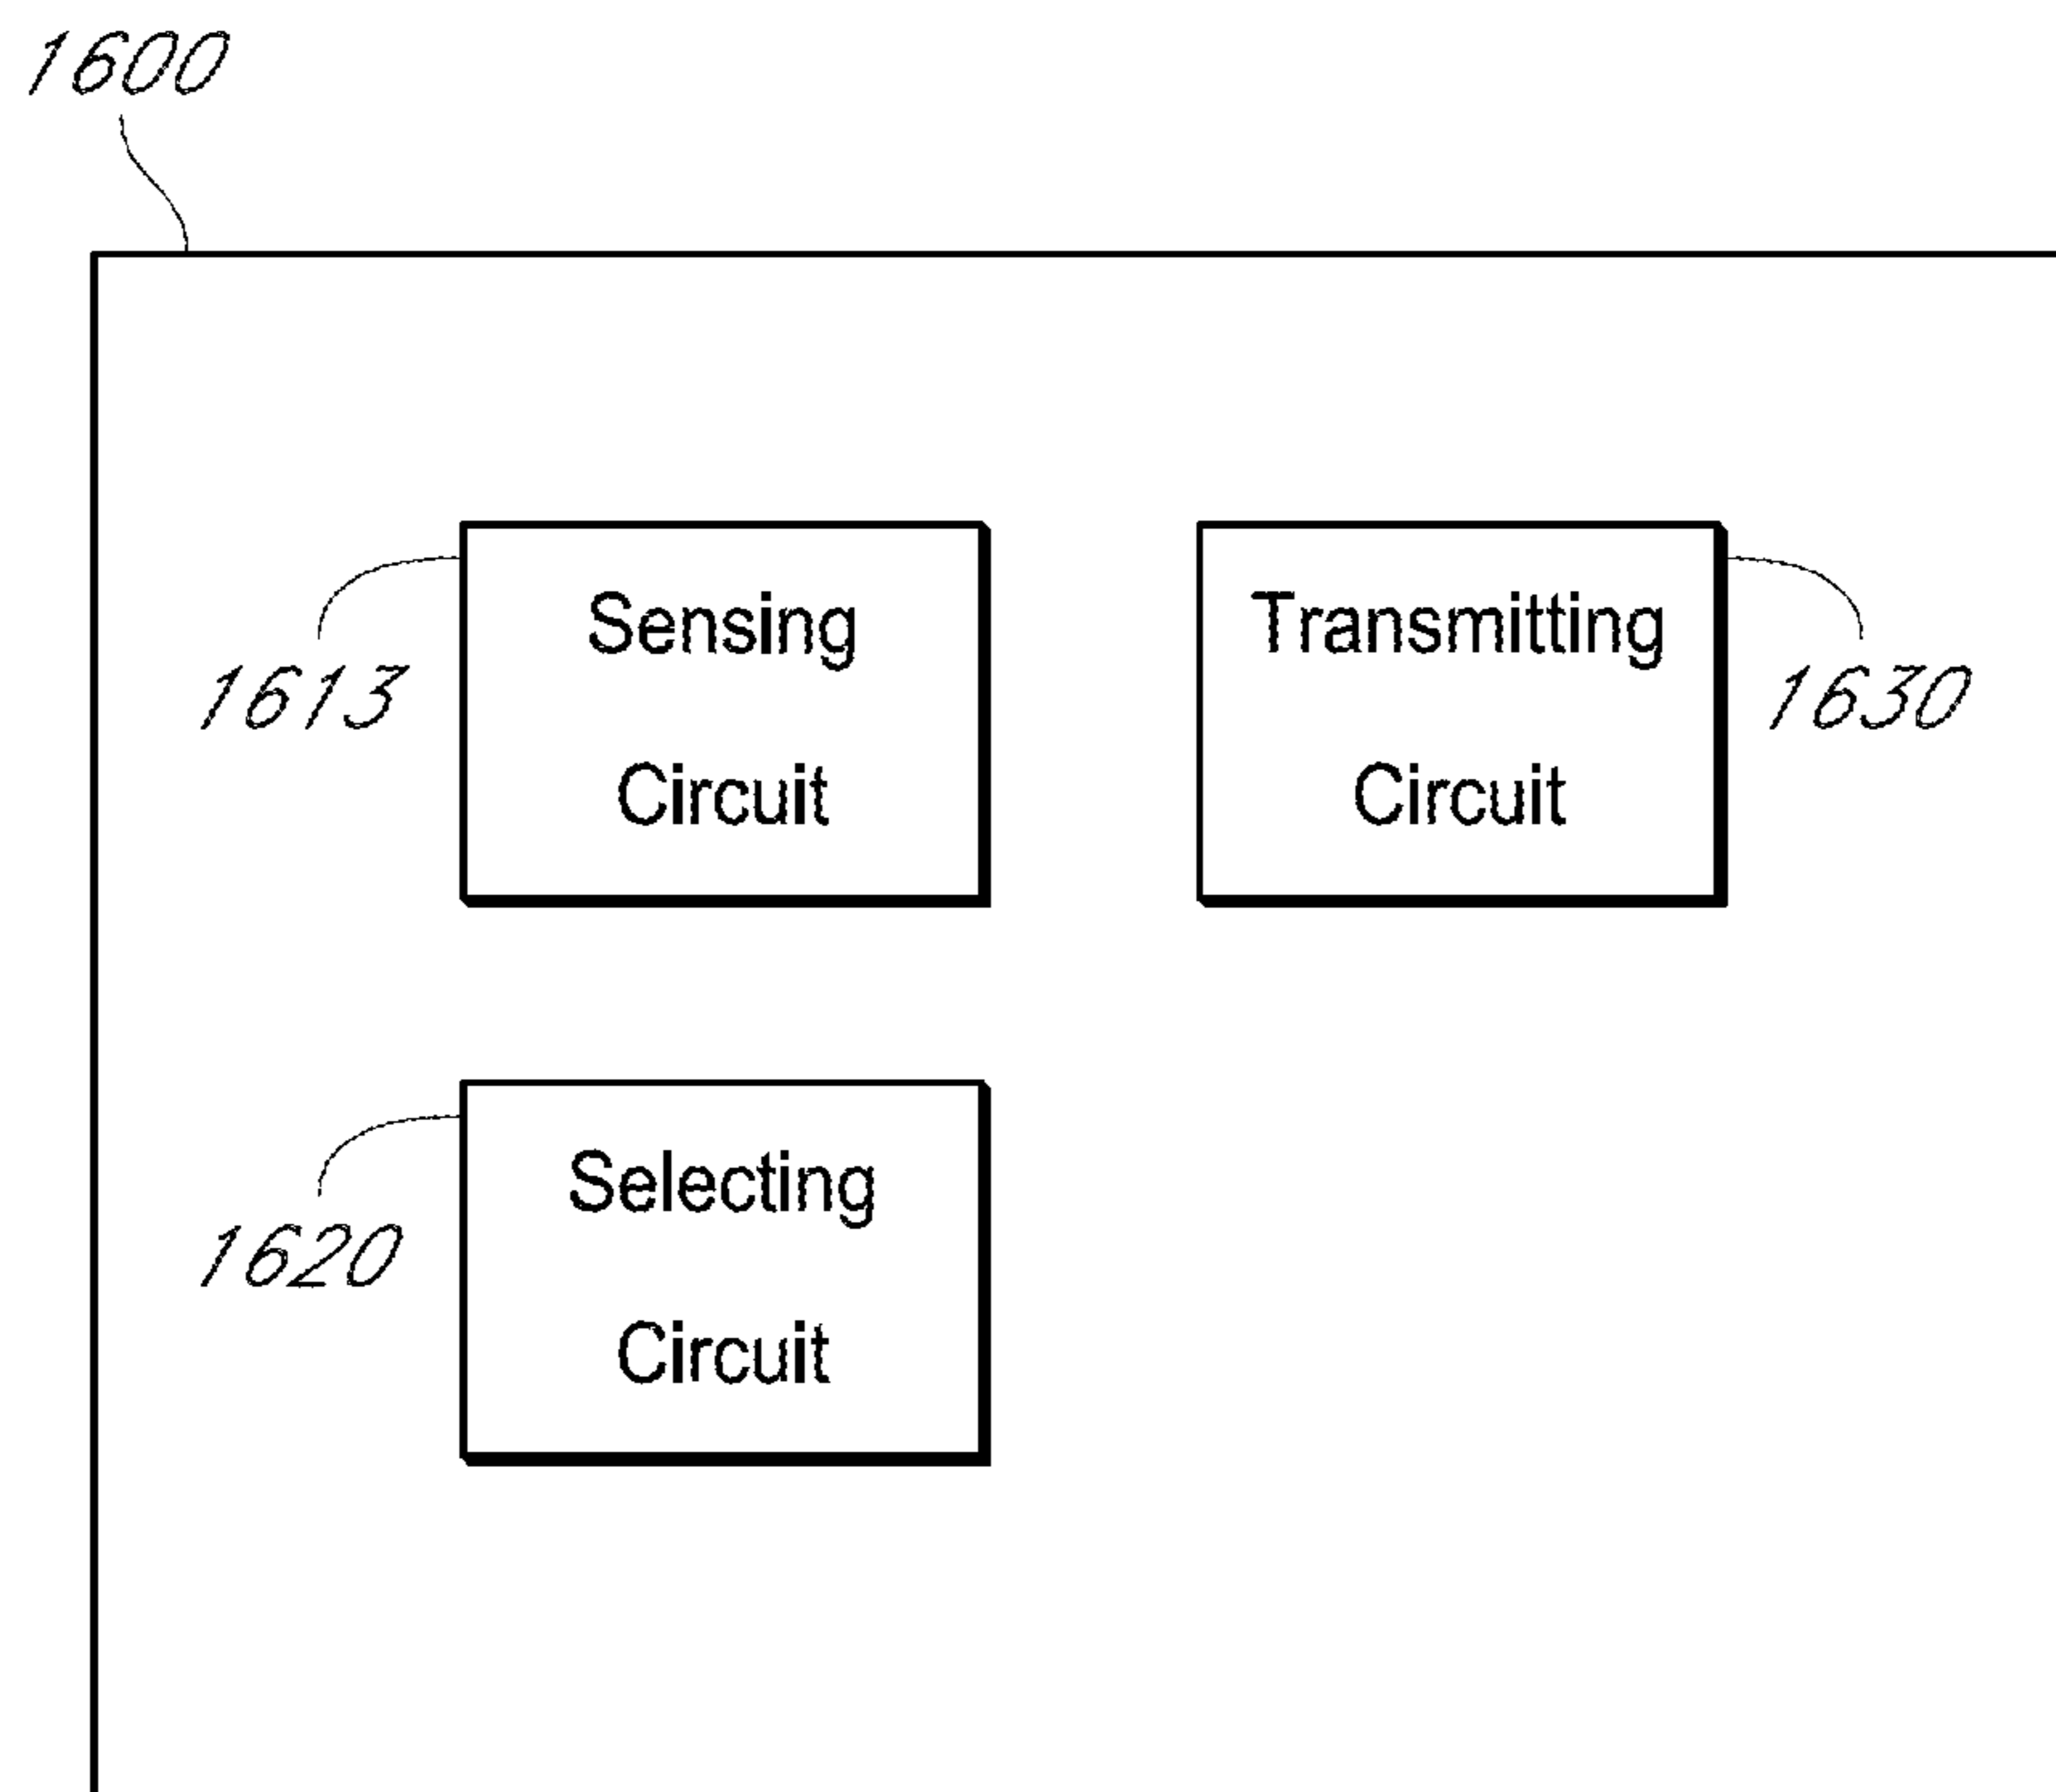 1600
Sensing
Circuit
1613
Transmitting
Circuit
1630
Selecting
Circuit
1620